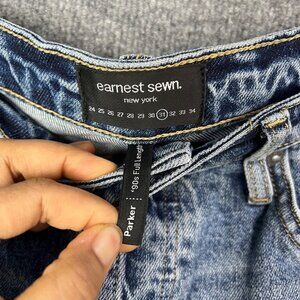 earnest sewn.
new york
24 25 26 27 28 29 30 31 32 33 34
Parker : '90s Full Length